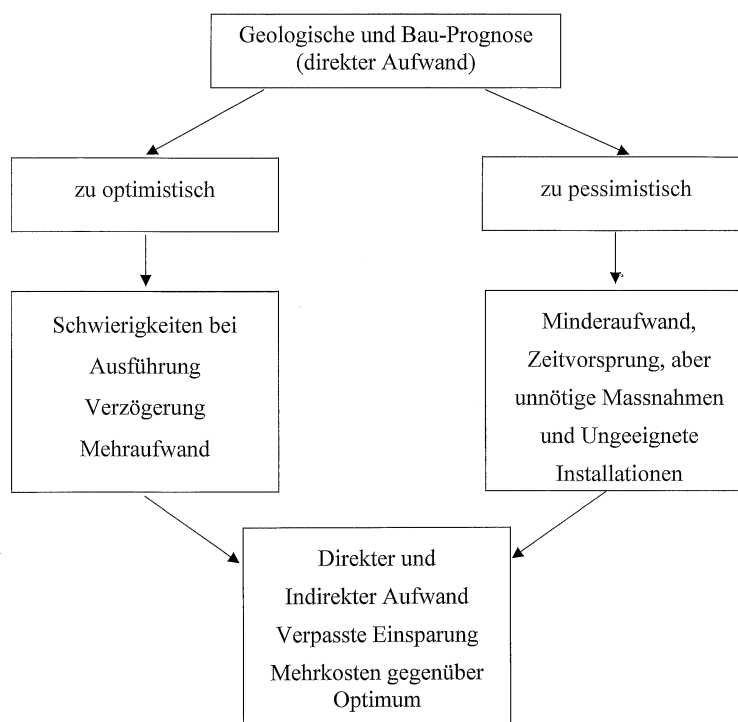 Geologische und Bau-Prognose
(direkter Aufwand)
zu optimistisch
zu pessimistisch
Schwierigkeiten bei
Ausführung
Verzögerung
Mehraufwand
Minderaufwand,
Zeitvorsprung, aber
unnötige Massnahmen
und Ungeeignete
Installationen
Direkter und
Indirekter Aufwand
Verpasste Einsparung
Mehrkosten gegenüber
Optimum